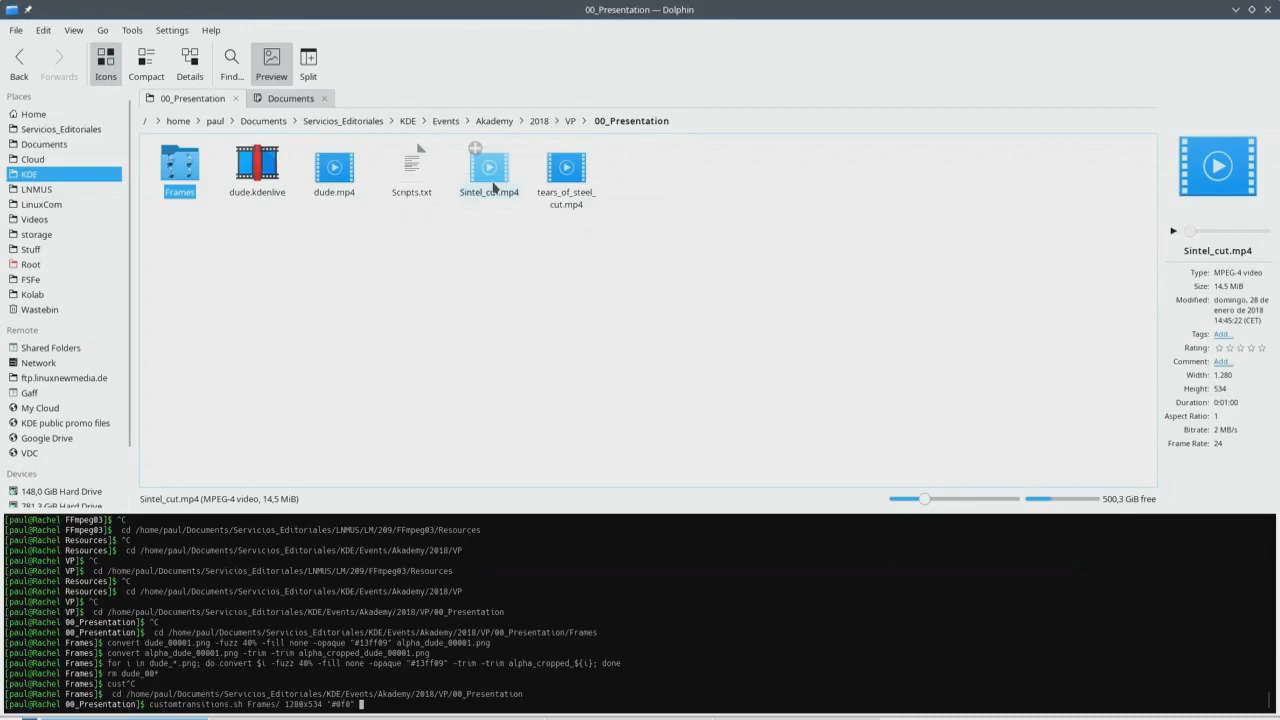 00_Presentation — Dolphin
File Edit View Go Tools Settings Help
Back Forwards Icons Compact Details Find... Preview Split
Places
Home
Servicios_Editoriales
Documents
Cloud
KDE
LNMUS
LinuxCom
Videos
storage
Stuff
Root
FSFe
Kolab
Wastebin
Remote
Shared Folders
Network
ftp.linuxnewmedia.de
Gaff
My Cloud
KDE public promo files
Google Drive
VDC
Devices
148,0 GiB Hard Drive
781,3 GiB Hard Drive
00_Presentation Documents
/ home paul Documents Servicios_Editoriales KDE Events Akademy 2018 VP 00_Presentation
Frames
dude.kdenlive
dude.mp4
Scripts.txt
Sintel_cut.mp4
tears_of_steel_
cut.mp4
Sintel_cut.mp4
Type: MPEG-4 video
Size: 14,5 MiB
Modified: domingo, 28 de
enero de 2018
14:45:22 (CET)
Tags: Add...
Rating:
Comment: Add...
Width: 1.280
Height: 534
Duration: 0:01:00
Aspect Ratio: 1
Bitrate: 2 MB/s
Frame Rate: 24
Sintel_cut.mp4 (MPEG-4 video, 14,5 MiB) 500,3 GiB free
[paul@Rachel FFmpeg03]$ ^C
[paul@Rachel FFmpeg03]$ cd /home/paul/Documents/Servicios_Editoriales/LNMUS/LM/209/FFmpeg03/Resources
[paul@Rachel Resources]$ ^C
[paul@Rachel Resources]$ cd /home/paul/Documents/Servicios_Editoriales/KDE/Events/Akademy/2018/VP
[paul@Rachel VP]$ ^C
[paul@Rachel VP]$ cd /home/paul/Documents/Servicios_Editoriales/LNMUS/LM/209/FFmpeg03/Resources
[paul@Rachel Resources]$ ^C
[paul@Rachel Resources]$ cd /home/paul/Documents/Servicios_Editoriales/KDE/Events/Akademy/2018/VP
[paul@Rachel VP]$ ^C
[paul@Rachel VP]$ cd /home/paul/Documents/Servicios_Editoriales/KDE/Events/Akademy/2018/VP/00_Presentation
[paul@Rachel 00_Presentation]$ ^C
[paul@Rachel 00_Presentation]$ cd /home/paul/Documents/Servicios_Editoriales/KDE/Events/Akademy/2018/VP/00_Presentation/Frames
[paul@Rachel Frames]$ convert dude_00001.png -fuzz 40% -fill none -opaque "#13ff09" alpha_dude_00001.png
[paul@Rachel Frames]$ convert alpha_dude_00001.png -trim -trim alpha_cropped_dude_00001.png
[paul@Rachel Frames]$ for i in dude_*.png; do convert $i -fuzz 40% -fill none -opaque "#13ff09" -trim -trim alpha_cropped_${i}; done
[paul@Rachel Frames]$ rm dude_00*
[paul@Rachel Frames]$ cust^C
[paul@Rachel Frames]$ cd /home/paul/Documents/Servicios_Editoriales/KDE/Events/Akademy/2018/VP/00_Presentation
[paul@Rachel 00_Presentation]$ customtransitions.sh Frames/ 1280x534 "#0f0"